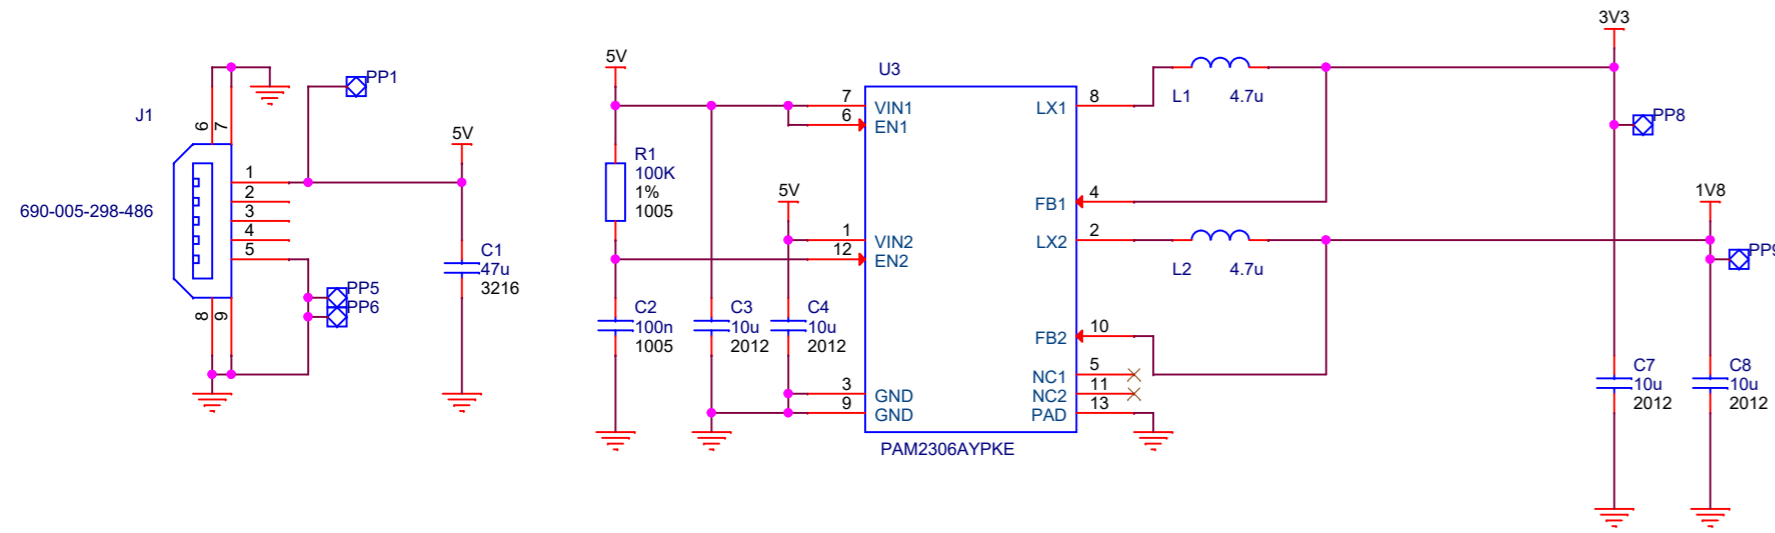 J1
6
7
PP1
5V
1
2
3
4
5
690-005-298-486
PP5
PP6
8
9
C1
47u
3216
5V
R1
100K
1%
1005
5V
C2
100n
1005
C3
10u
2012
C4
10u
2012
U3
7
VIN1
6
EN1
1
VIN2
12
EN2
3
GND
9
GND
LX1
8
FB1
4
LX2
2
FB2
10
NC1
5
NC2
11
PAD
13
PAM2306AYPKE
L1
4.7u
L2
4.7u
3V3
PP8
1V8
PP9
C7
10u
2012
C8
10u
2012